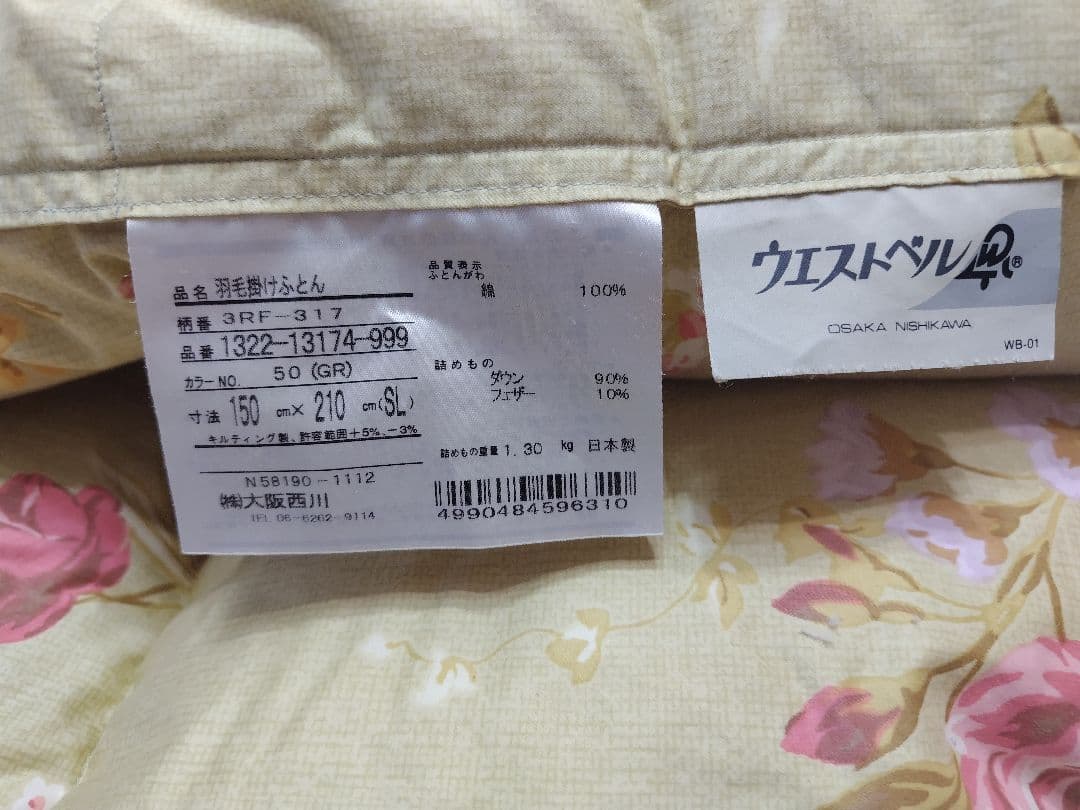 品名 羽毛掛けふとん
柄番 3RF-317
品番 1322-13174-999
カラーNO. 50(GR)
寸法 150 cm× 210 cm(SL)
キルティング製、許容範囲+5%、-3%
N58190-1112
㈱大阪西川
TEL 06-6262-9114
品質表示
ふとんがわ
綿 100%
詰めもの
ダウン 90%
フェザー 10%
詰めもの重量 1.30 kg 日本製
4990484596310
ウエストベル®
OSAKA NISHIKAWA
WB-01